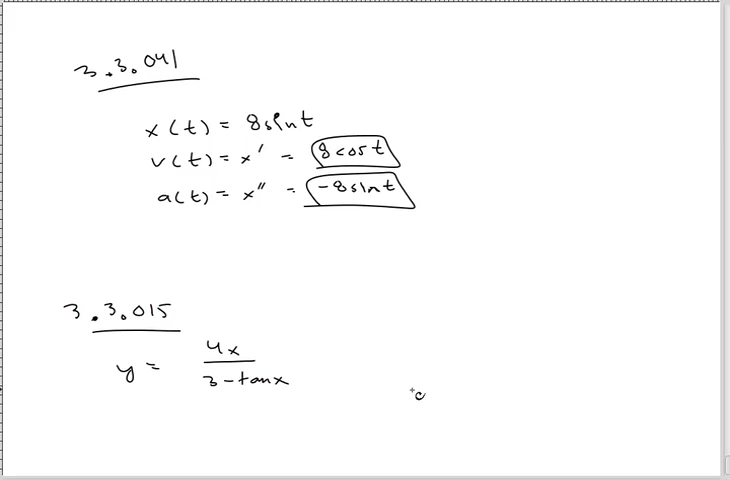 3.3.041
x(t) = 8sint
v(t) = x' = 8cost
a(t) = x" = -8sint
3.3.015
y = 4x / 3-tanx